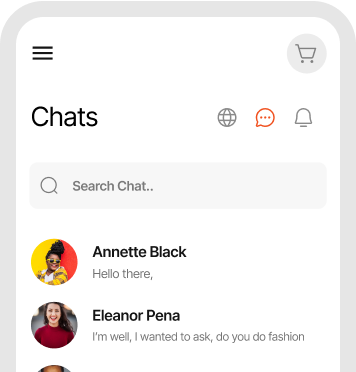 Chats
Search Chat..
Annette Black
Hello there,
Eleanor Pena
I'm well, I wanted to ask, do you do fashion